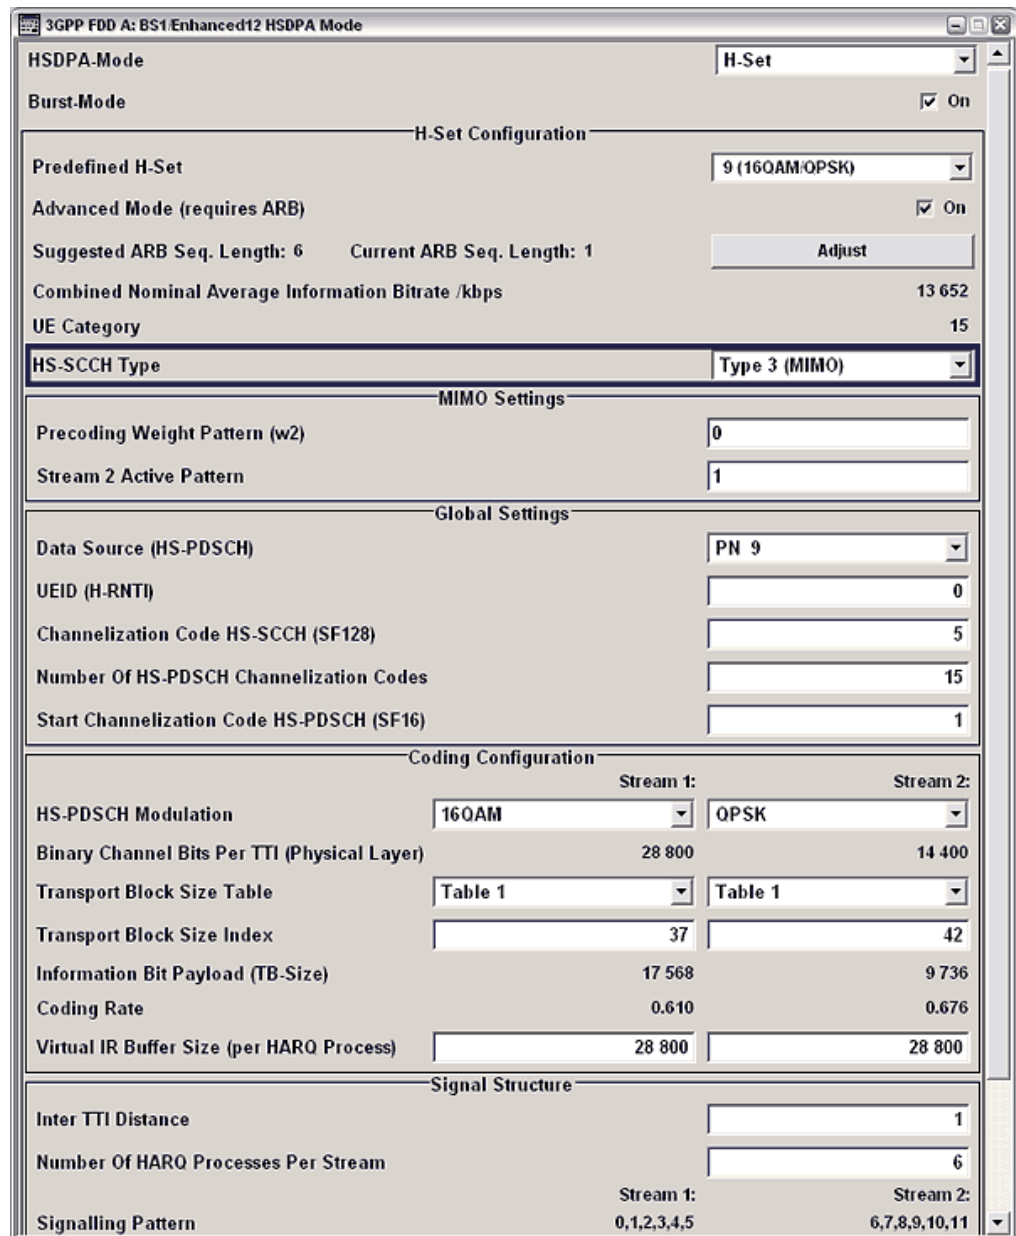 3GPP FDD A: BS1/Enhanced12 HSDPA Mode
HSDPA-Mode H-Set
Burst-Mode On
H-Set Configuration
Predefined H-Set 9 (16QAM/QPSK)
Advanced Mode (requires ARB) On
Suggested ARB Seq. Length: 6 Current ARB Seq. Length: 1 Adjust
Combined Nominal Average Information Bitrate /kbps 13 652
UE Category 15
HS-SCCH Type Type 3 (MIMO)
MIMO Settings
Precoding Weight Pattern (w2) 0
Stream 2 Active Pattern 1
Global Settings
Data Source (HS-PDSCH) PN 9
UEID (H-RNTI) 0
Channelization Code HS-SCCH (SF128) 5
Number Of HS-PDSCH Channelization Codes 15
Start Channelization Code HS-PDSCH (SF16) 1
Coding Configuration
Stream 1: Stream 2:
HS-PDSCH Modulation 16QAM QPSK
Binary Channel Bits Per TTI (Physical Layer) 28 800 14 400
Transport Block Size Table Table 1 Table 1
Transport Block Size Index 37 42
Information Bit Payload (TB-Size) 17 568 9 736
Coding Rate 0.610 0.676
Virtual IR Buffer Size (per HARQ Process) 28 800 28 800
Signal Structure
Inter TTI Distance 1
Number Of HARQ Processes Per Stream 6
Stream 1: Stream 2:
Signalling Pattern 0,1,2,3,4,5 6,7,8,9,10,11